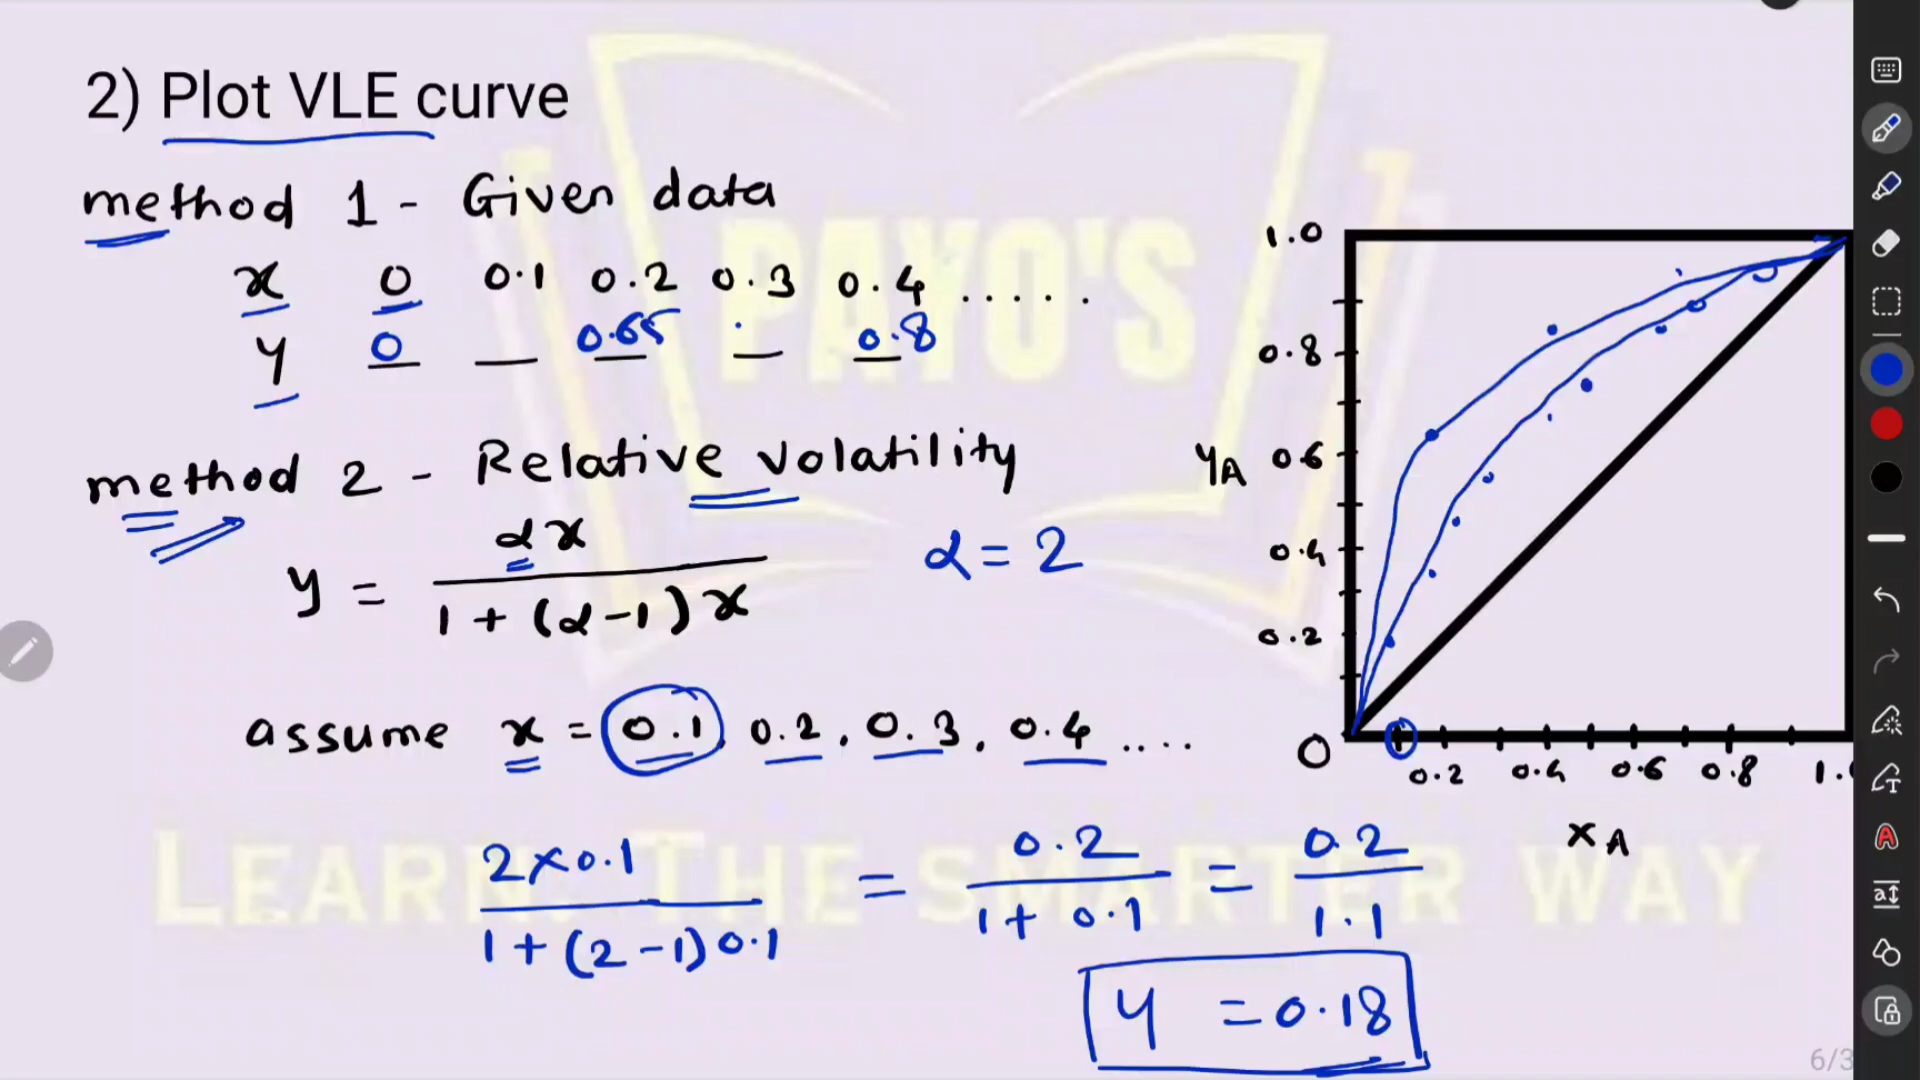 2) Plot VLE curve
method 1 - Given data
x 0 0.1 0.2 0.3 0.4 .....
y 0 0.65 0.8
method 2 - Relative volatility
y = αx / 1 + (α-1)x
α = 2
assume x = 0.1, 0.2, 0.3, 0.4 ....
2×0.1 / 1+(2-1)0.1 = 0.2 / 1+0.1 = 0.2 / 1.1
y = 0.18
1.0
0.8
yA 0.6
0.4
0.2
0
0.2 0.4 0.6 0.8 1.
xA
PAYO'S
LEARN THE SMARTER WAY
6/3